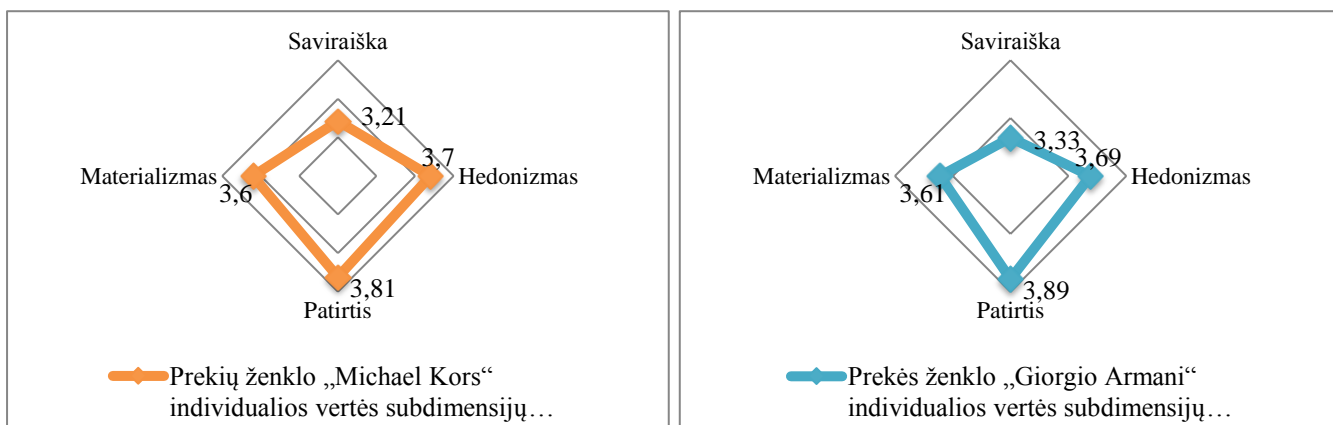 Saviraiška
3,21
3,7
Materializmas
Hedonizmas
3,6
3,81
Patirtis
Prekių ženklo „Michael Kors“
individualios vertės subdimensijų…
Saviraiška
3,33
3,69
Materializmas
Hedonizmas
3,61
3,89
Patirtis
Prekės ženklo „Giorgio Armani“
individualios vertės subdimensijų…